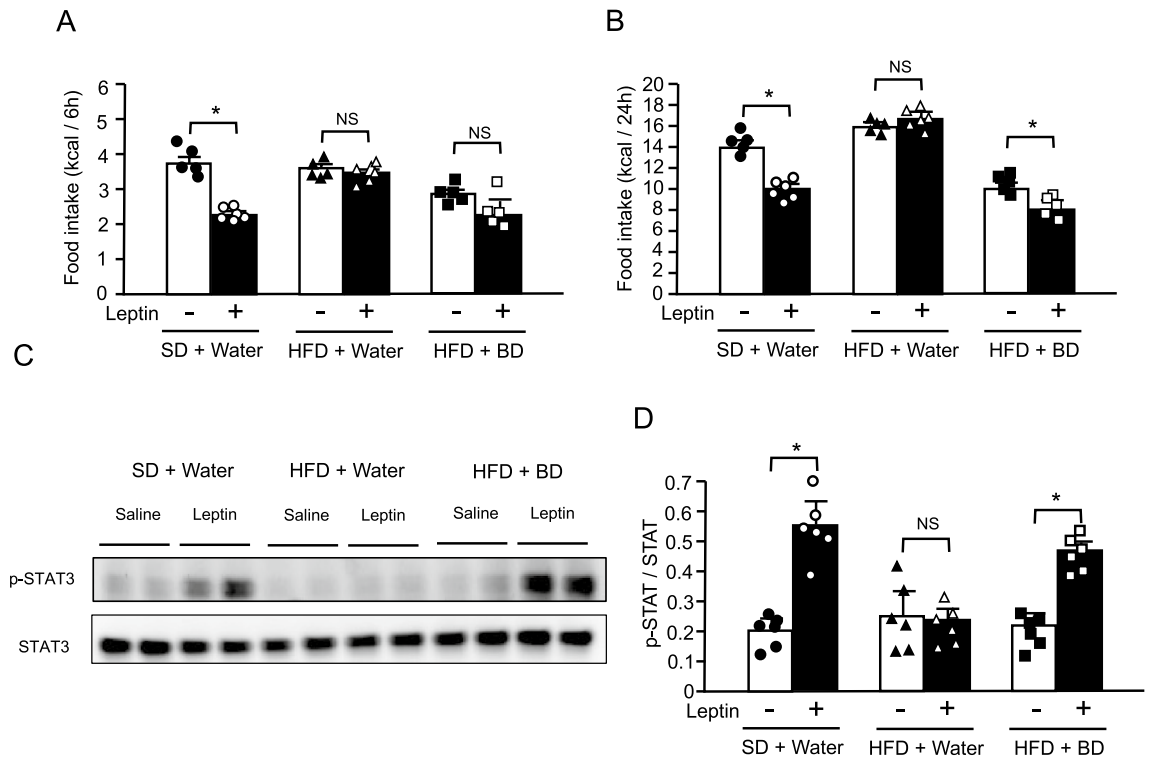 A
Food intake (kcal / 6h)
6
5
4
3
2
1
0
*
NS
NS
Leptin - + - + - +
SD + Water HFD + Water HFD + BD
B
Food intake (kcal / 24h)
20
18
16
14
12
10
8
6
4
2
0
*
NS
*
Leptin - + - + - +
SD + Water HFD + Water HFD + BD
C
SD + Water HFD + Water HFD + BD
Saline Leptin Saline Leptin Saline Leptin
p-STAT3
STAT3
D
p-STAT / STAT
0.7
0.6
0.5
0.4
0.3
0.2
0.1
0
*
NS
*
Leptin - + - + - +
SD + Water HFD + Water HFD + BD